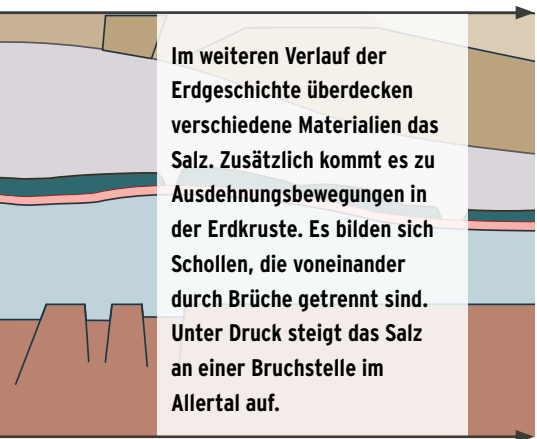 Im weiteren Verlauf der
Erdgeschichte überdecken
verschiedene Materialien das
Salz. Zusätzlich kommt es zu
Ausdehnungsbewegungen in
der Erdkruste. Es bilden sich
Schollen, die voneinander
durch Brüche getrennt sind.
Unter Druck steigt das Salz
an einer Bruchstelle im
Allertal auf.